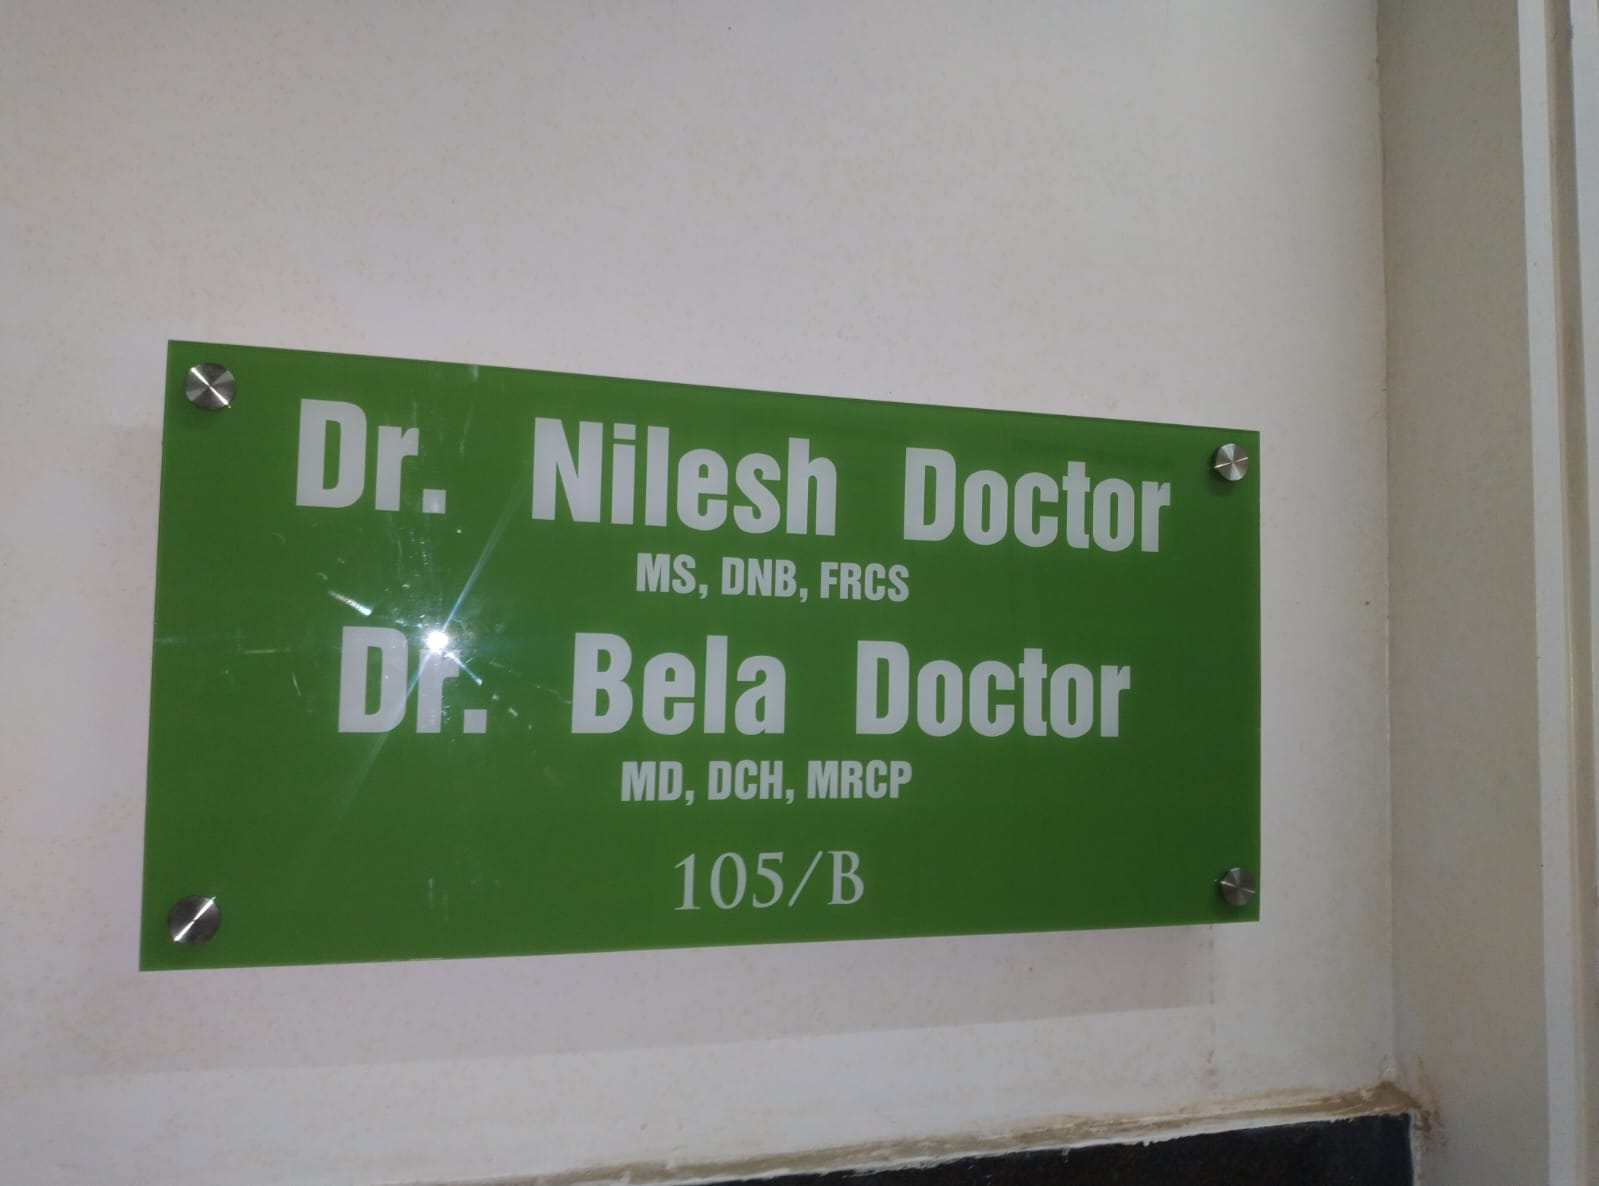 Dr. Nilesh Doctor
MS, DNB, FRCS
Dr. Bela Doctor
MD, DCH, MRCP
105/B